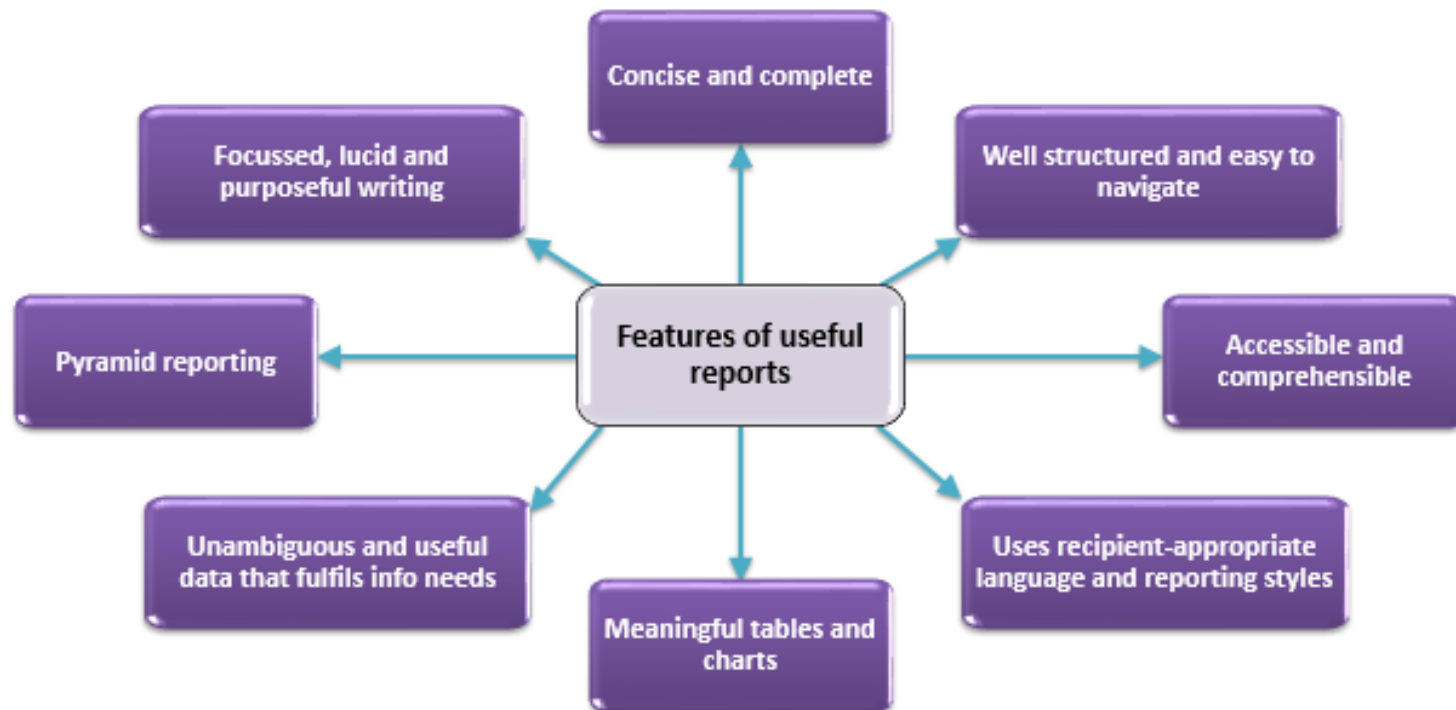 Concise and complete
Focussed, lucid and
purposeful writing
Well structured and easy to
navigate
Pyramid reporting
Features of useful
reports
Accessible and
comprehensible
Unambiguous and useful
data that fulfils info needs
Uses recipient-appropriate
language and reporting styles
Meaningful tables and
charts